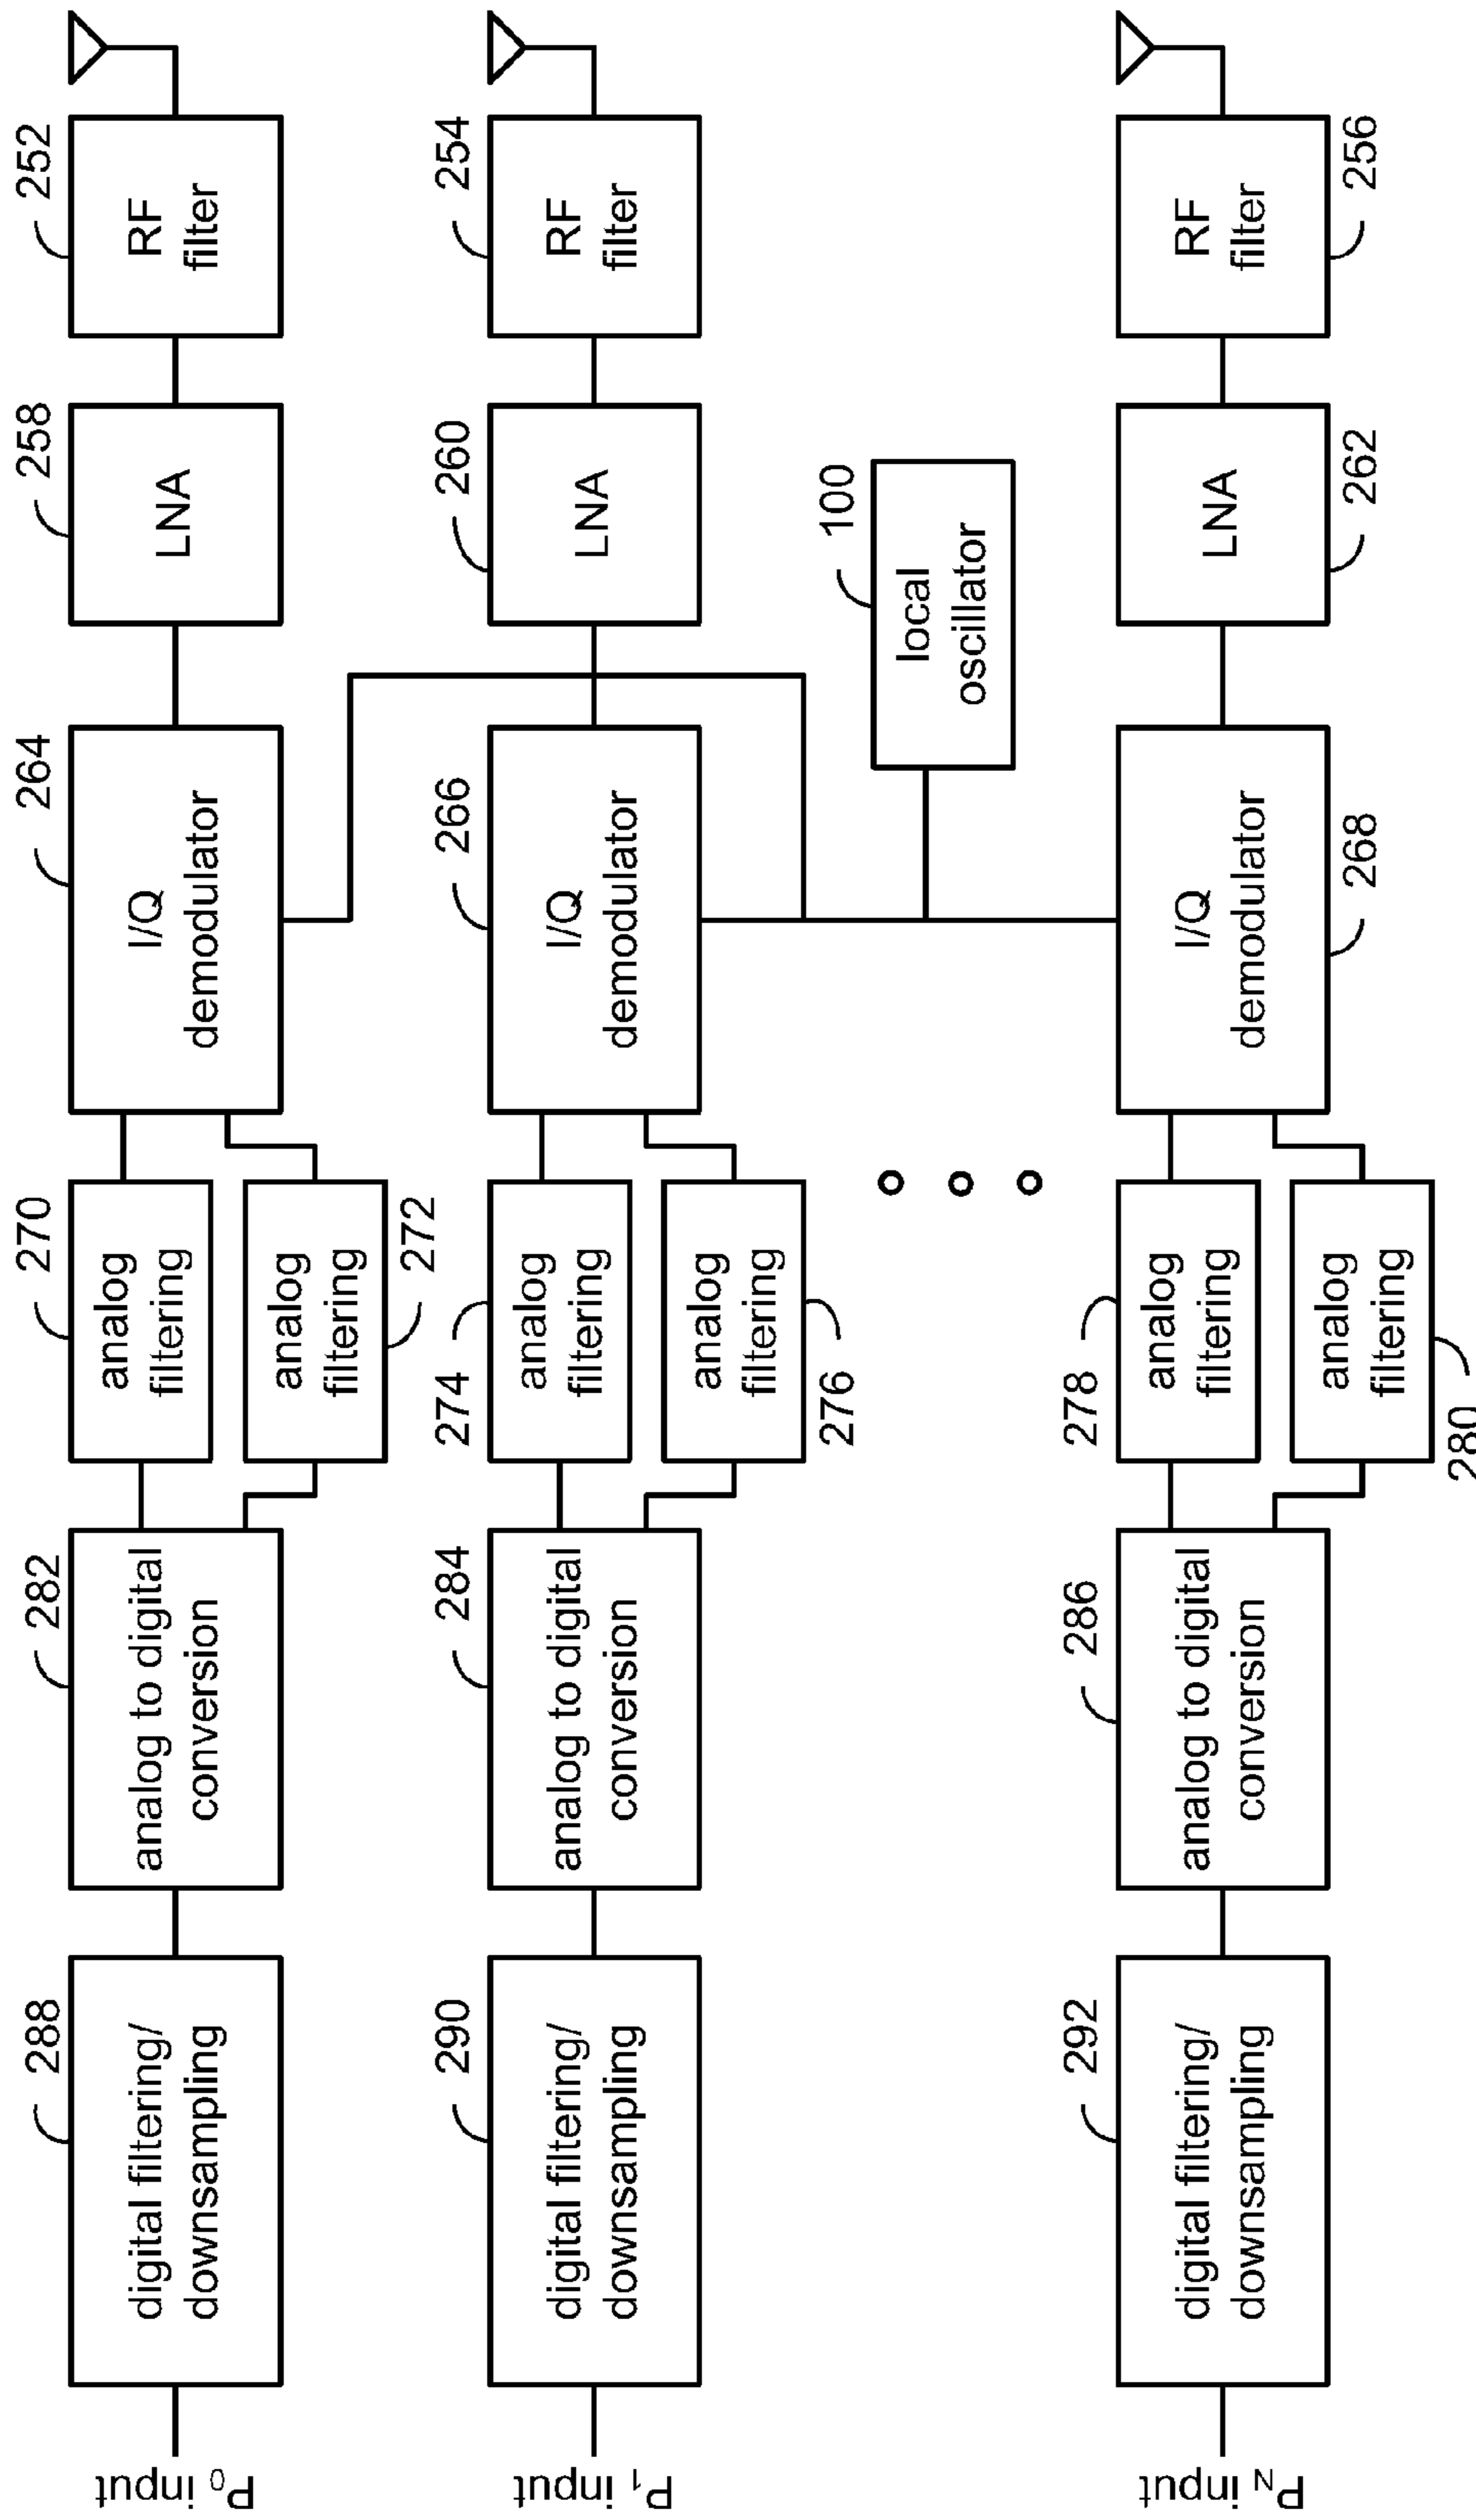 252
RF
filter
258
LNA
264
I/Q
demodulator
270
analog
filtering
analog
filtering
272
282
analog to digital
conversion
288
digital filtering/
downsampling
P0 input
254
RF
filter
260
LNA
266
I/Q
demodulator
274
analog
filtering
analog
filtering
276
284
analog to digital
conversion
290
digital filtering/
downsampling
P1 input
100
local
oscillator
RF
filter
256
LNA
262
I/Q
demodulator
268
278
analog
filtering
analog
filtering
280
286
analog to digital
conversion
292
digital filtering/
downsampling
PN input